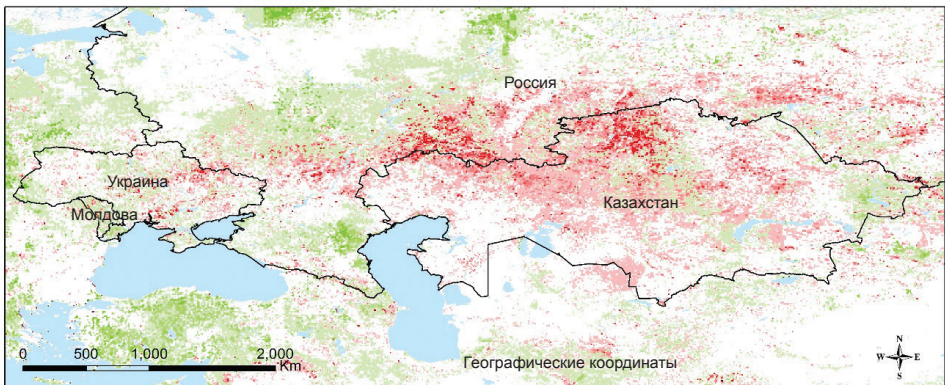 Россия
Украина
Молдова
Казахстан
0 500 1,000 2,000
Km
Географические координаты
N
W E
S